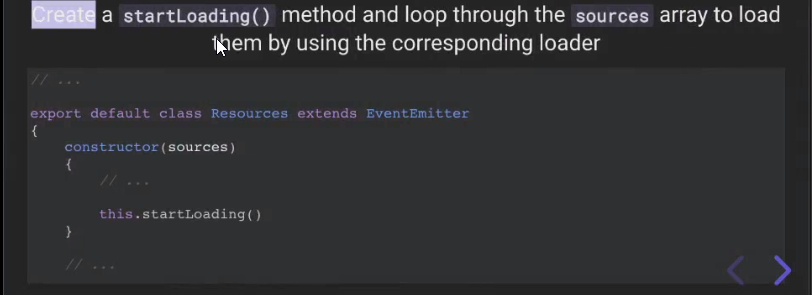 Create a startLoading() method and loop through the sources array to load
them by using the corresponding loader
// ...
export default class Resources extends EventEmitter
{
constructor(sources)
{
// ...
this.startLoading()
}
// ...